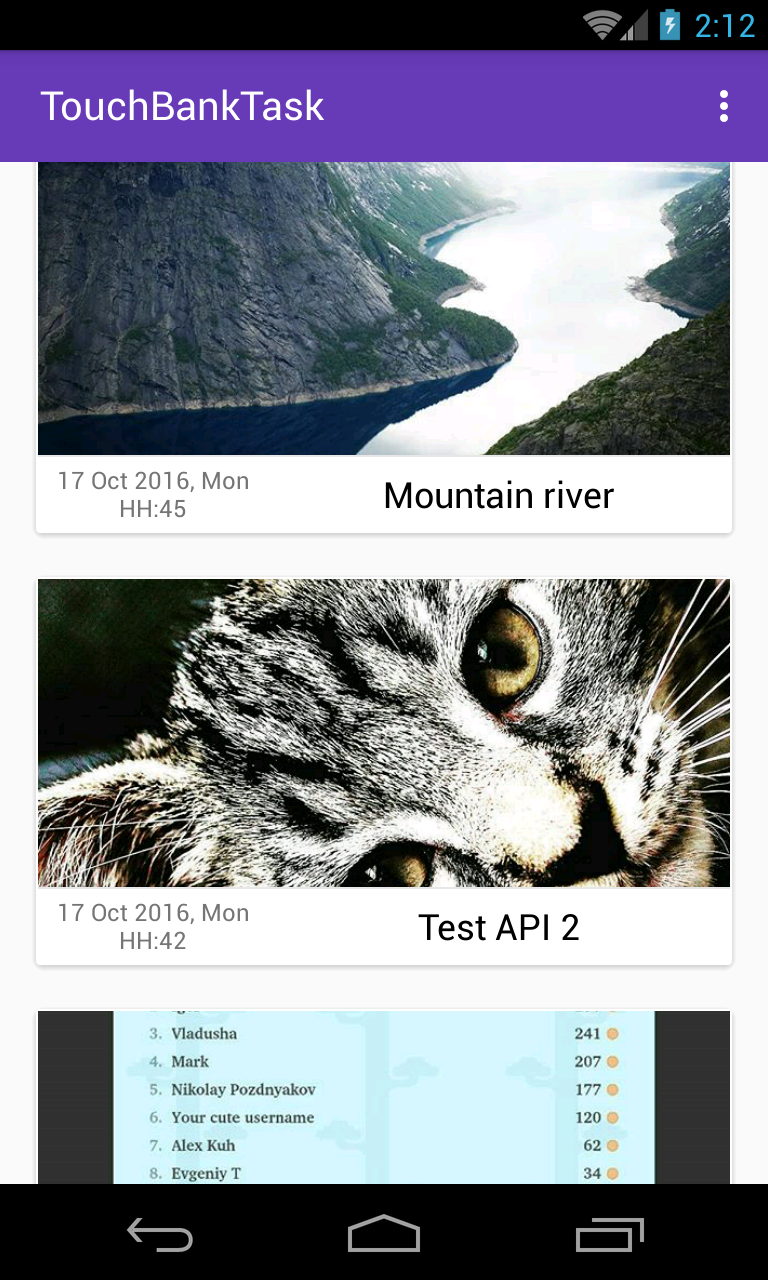 2:12
TouchBankTask
17 Oct 2016, Mon
HH:45
Mountain river
17 Oct 2016, Mon
HH:42
Test API 2
3. Vladusha 241
4. Mark 207
5. Nikolay Pozdnyakov 177
6. Your cute username 120
7. Alex Kuh 62
8. Evgeniy T 34